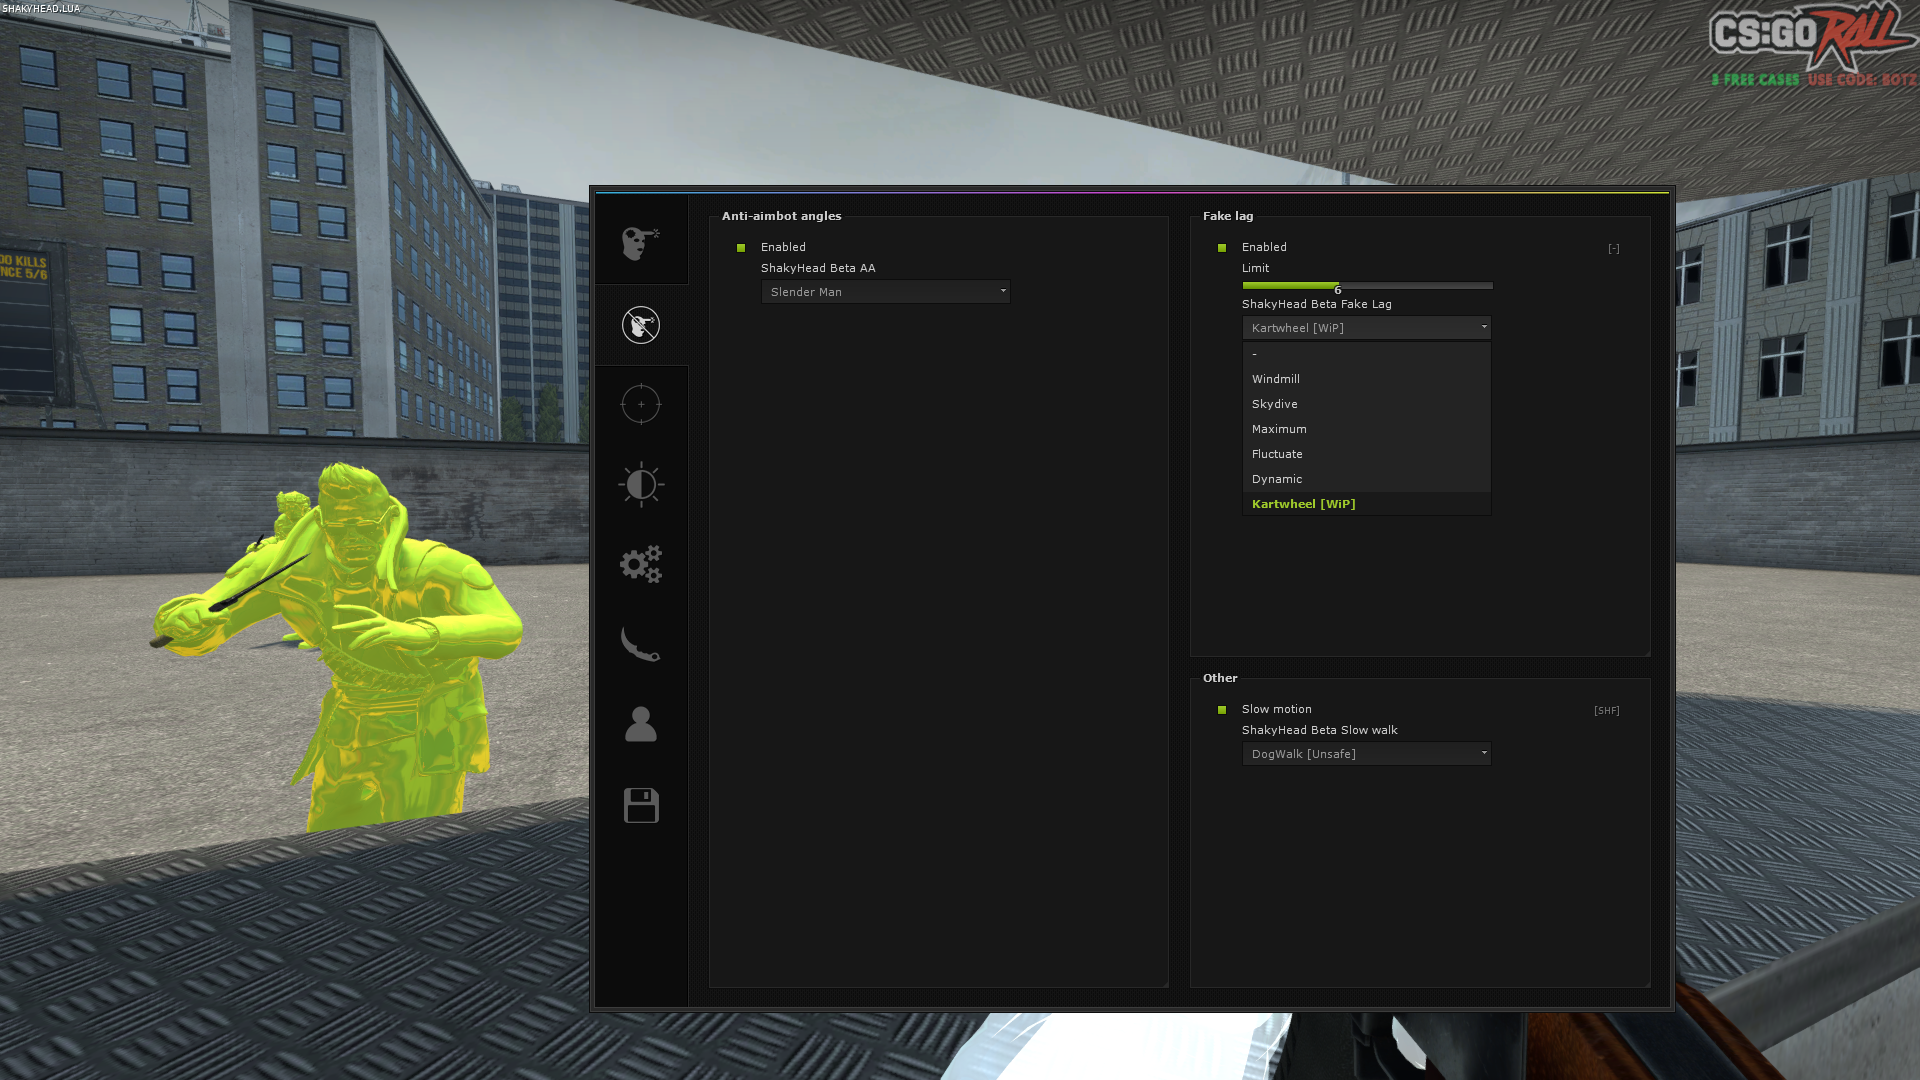 SHAKYHEAD.LUA
CS:GO ROLL
3 FREE CASES USE CODE: BOTZ
OO KILLS
NCE 5/6
Anti-aimbot angles
Enabled
ShakyHead Beta AA
Slender Man
Fake lag
Enabled [-]
Limit
6
ShakyHead Beta Fake Lag
Kartwheel [WiP]
-
Windmill
Skydive
Maximum
Fluctuate
Dynamic
Kartwheel [WiP]
Other
Slow motion [SHF]
ShakyHead Beta Slow walk
DogWalk [Unsafe]